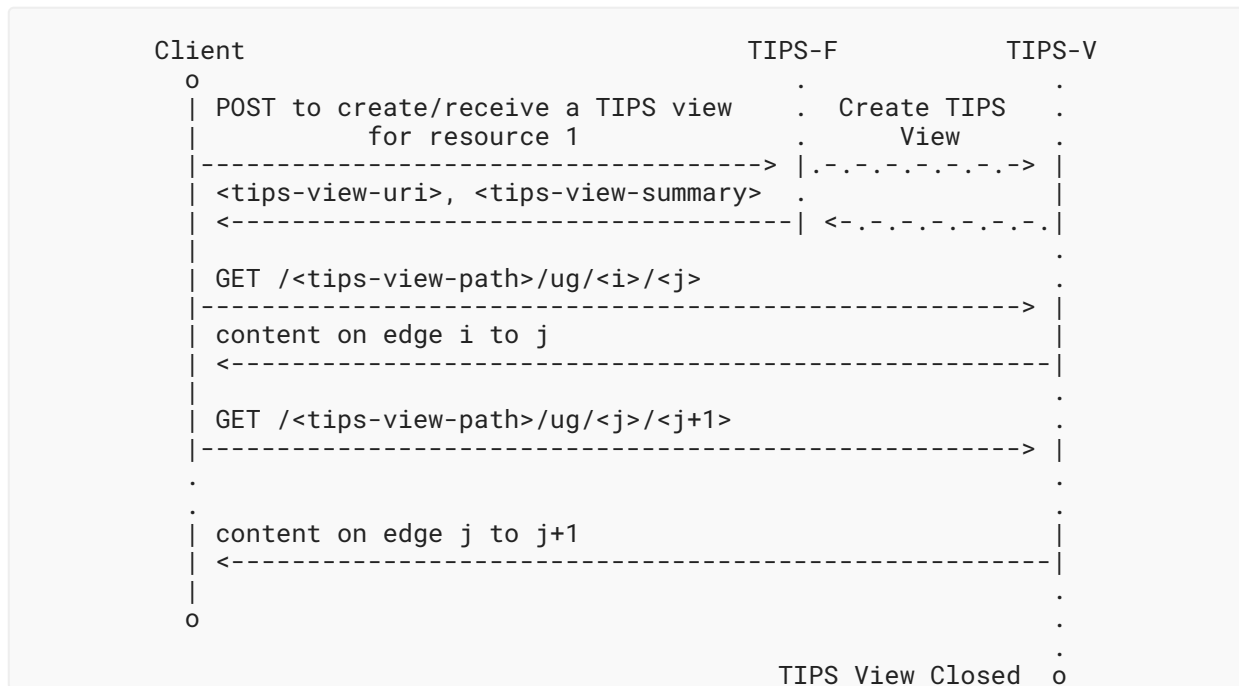 Client TIPS-F TIPS-V
o . .
| POST to create/receive a TIPS view . Create TIPS .
| for resource 1 . View .
|-------------------------------------> |.-.-.-.-.-.-.-> |
| <tips-view-uri>, <tips-view-summary> . |
| <-------------------------------------| <-.-.-.-.-.-.-.|
| .
| GET /<tips-view-path>/ug/<i>/<j> .
|------------------------------------------------------> |
| content on edge i to j |
| <------------------------------------------------------|
| .
| GET /<tips-view-path>/ug/<j>/<j+1> .
|------------------------------------------------------> |
. .
. .
| content on edge j to j+1 |
| <------------------------------------------------------|
| .
o .
.
TIPS View Closed o